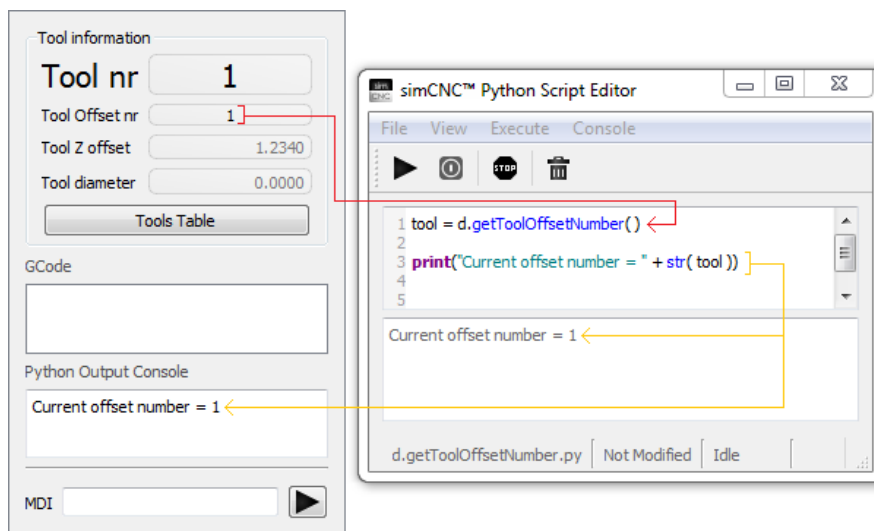 Tool information
Tool nr 1
Tool Offset nr 1
Tool Z offset 1.2340
Tool diameter 0.0000
Tools Table
GCode
Python Output Console
Current offset number = 1
MDI
sim
CNC
simCNC™ Python Script Editor
File View Execute Console
STOP
1 tool = d.getToolOffsetNumber()
2
3 print("Current offset number = " + str( tool ))
4
5
Current offset number = 1
d.getToolOffsetNumber.py Not Modified Idle